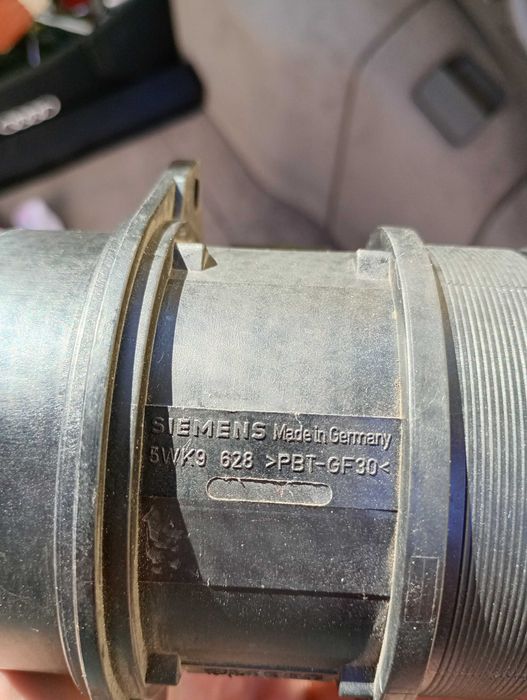 SIEMENS Made in Germany
5WK9 628 >PBT-GF30<